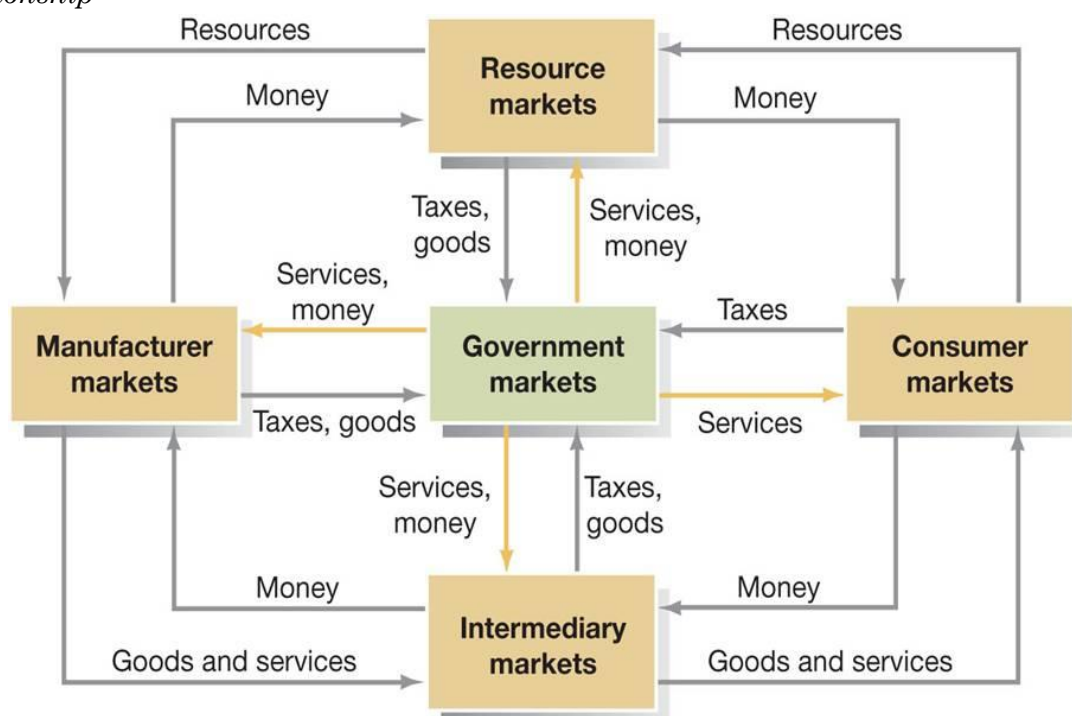 Resources
Resources
Resource
markets
Money
Money
Taxes,
goods
Services,
money
Services,
money
Taxes
Manufacturer
markets
Government
markets
Consumer
markets
Taxes, goods
Services
Services,
money
Taxes,
goods
Money
Money
Intermediary
markets
Goods and services
Goods and services